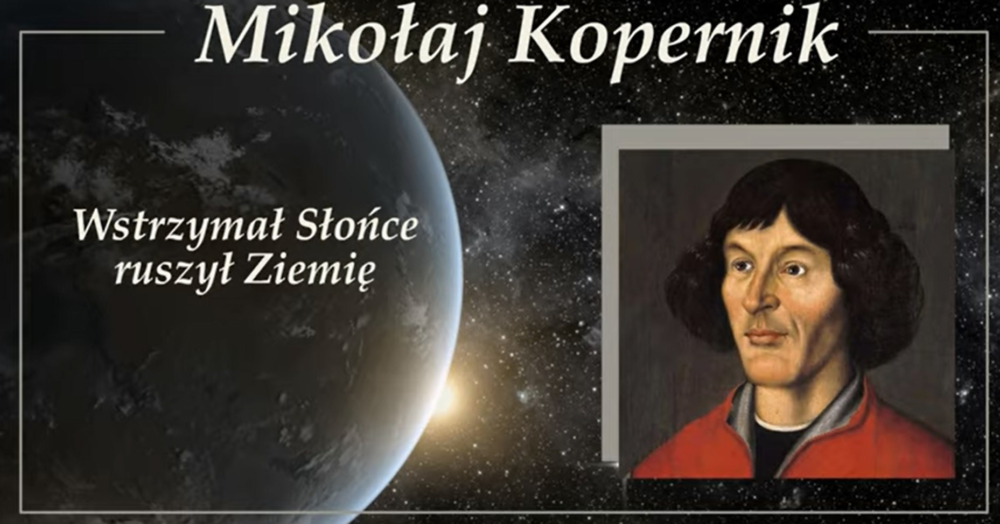 Mikołaj Kopernik
Wstrzymał Słońce
ruszył Ziemię